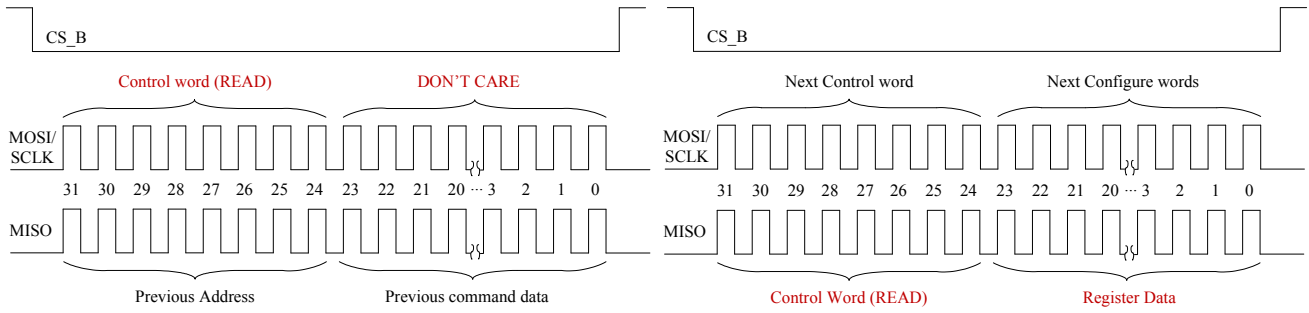 CS_B
CS_B
Control word (READ) DON'T CARE
Next Control word Next Configure words
MOSI/
SCLK
MOSI/
SCLK
31 30 29 28 27 26 25 24 23 22 21 20 ··· 3 2 1 0
31 30 29 28 27 26 25 24 23 22 21 20 ··· 3 2 1 0
MISO
MISO
Previous Address Previous command data
Control Word (READ) Register Data